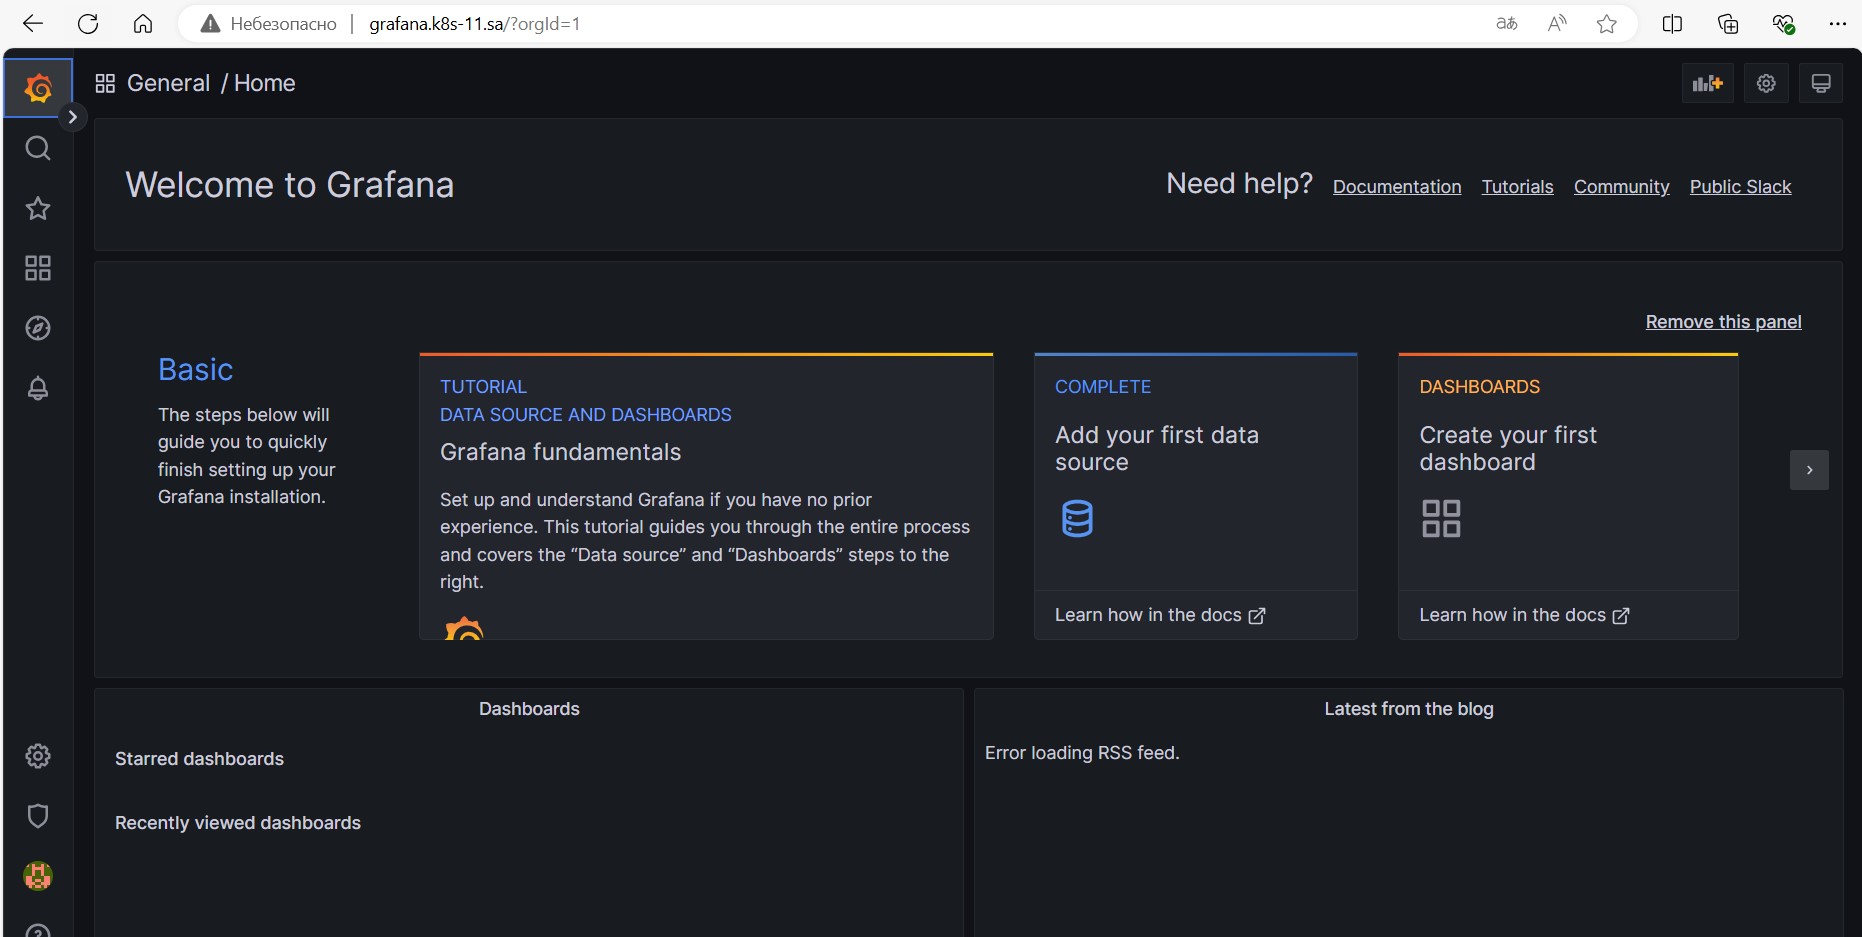 Небезопасно
grafana.k8s-11.sa/?orgId=1
General / Home
Welcome to Grafana
Need help? Documentation Tutorials Community Public Slack
Remove this panel
Basic
The steps below will
guide you to quickly
finish setting up your
Grafana installation.
TUTORIAL
DATA SOURCE AND DASHBOARDS
Grafana fundamentals
Set up and understand Grafana if you have no prior
experience. This tutorial guides you through the entire process
and covers the “Data source” and “Dashboards” steps to the
right.
COMPLETE
Add your first data
source
Learn how in the docs
DASHBOARDS
Create your first
dashboard
Learn how in the docs
Dashboards
Starred dashboards
Recently viewed dashboards
Latest from the blog
Error loading RSS feed.